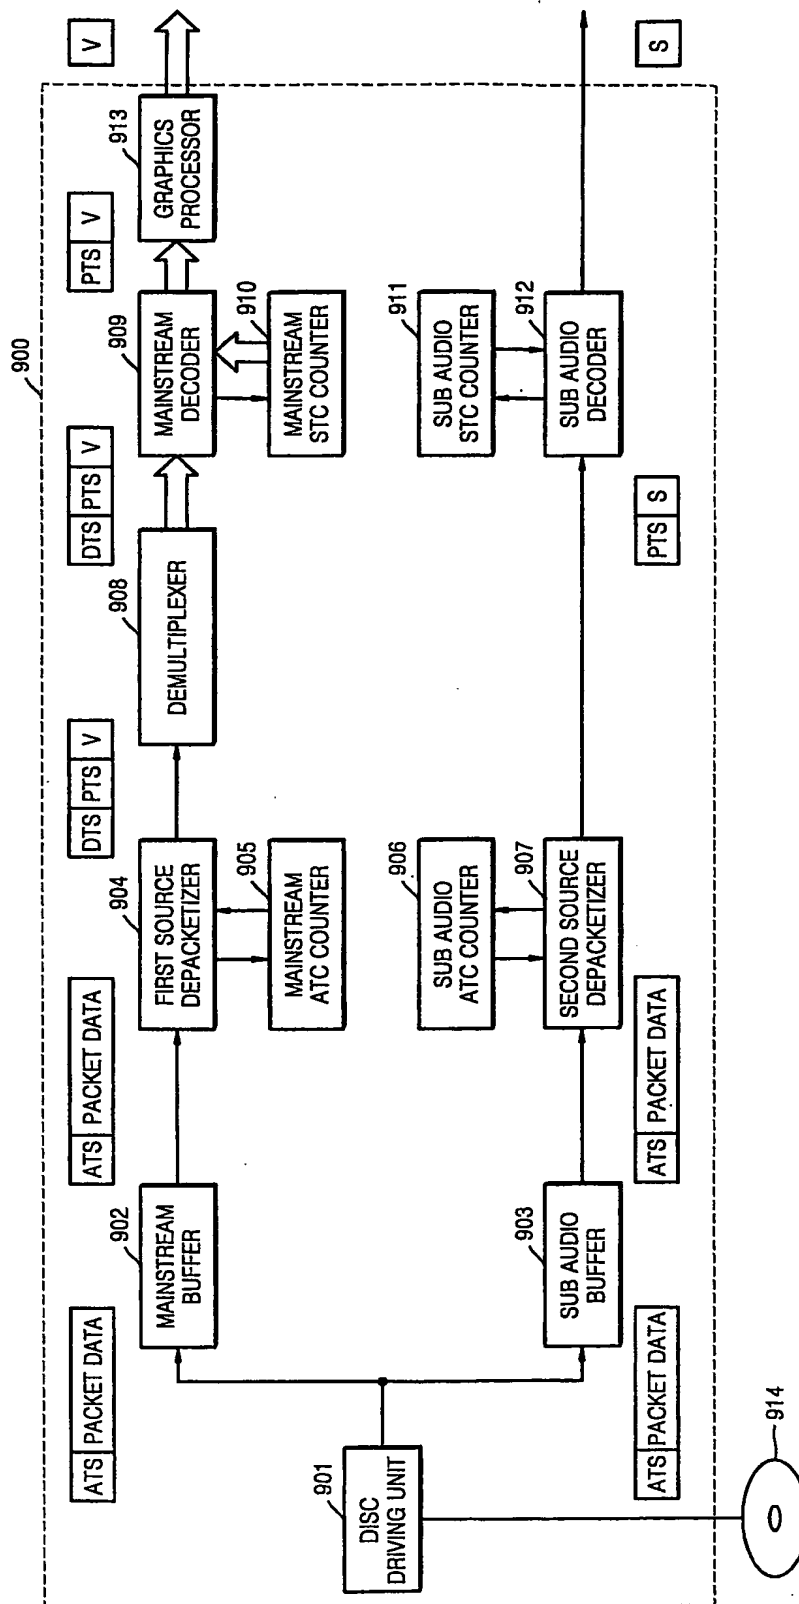 900
ATS PACKET DATA
ATS PACKET DATA
DTS PTS V
DTS PTS V
PTS V
V
902
MAINSTREAM
BUFFER
904
FIRST SOURCE
DEPACKETIZER
908
DEMULTIPLEXER
909
MAINSTREAM
DECODER
913
GRAPHICS
PROCESSOR
905
MAINSTREAM
ATC COUNTER
910
MAINSTREAM
STC COUNTER
901
DISC
DRIVING UNIT
906
SUB AUDIO
ATC COUNTER
911
SUB AUDIO
STC COUNTER
903
SUB AUDIO
BUFFER
907
SECOND SOURCE
DEPACKETIZER
912
SUB AUDIO
DECODER
ATS PACKET DATA
ATS PACKET DATA
PTS S
S
914